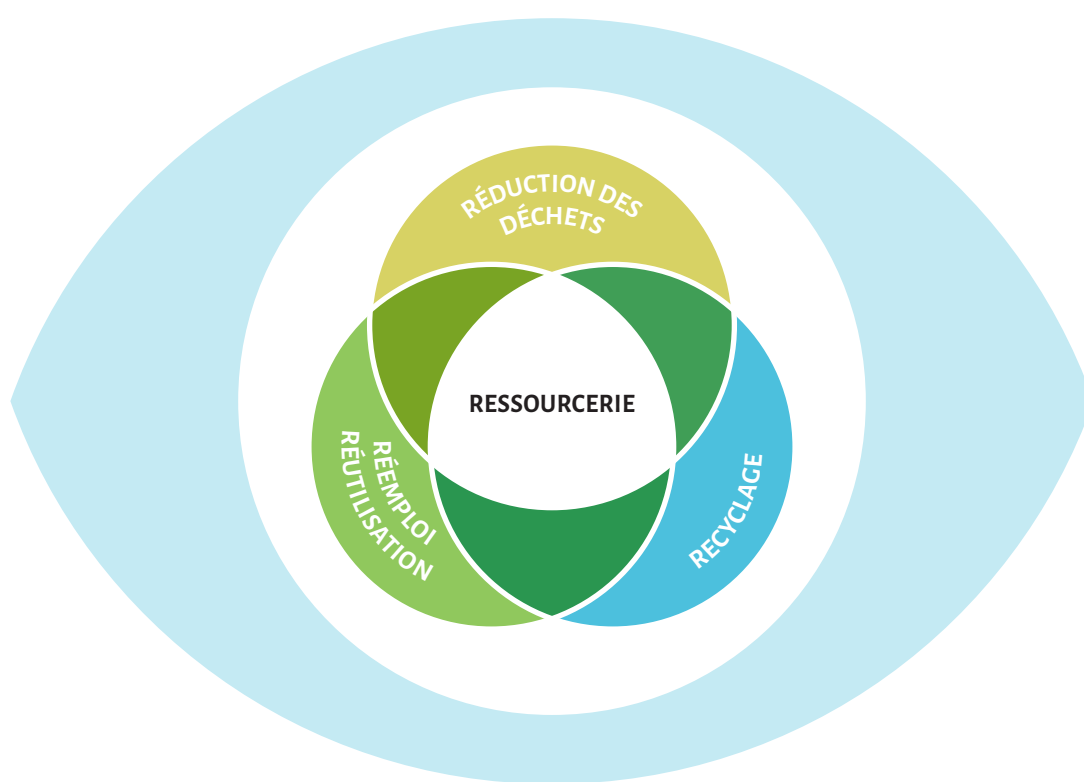 RÉDUCTION DES
DÉCHETS
RESSOURCERIE
RÉEMPLOI
RÉUTILISATION
RECYCLAGE